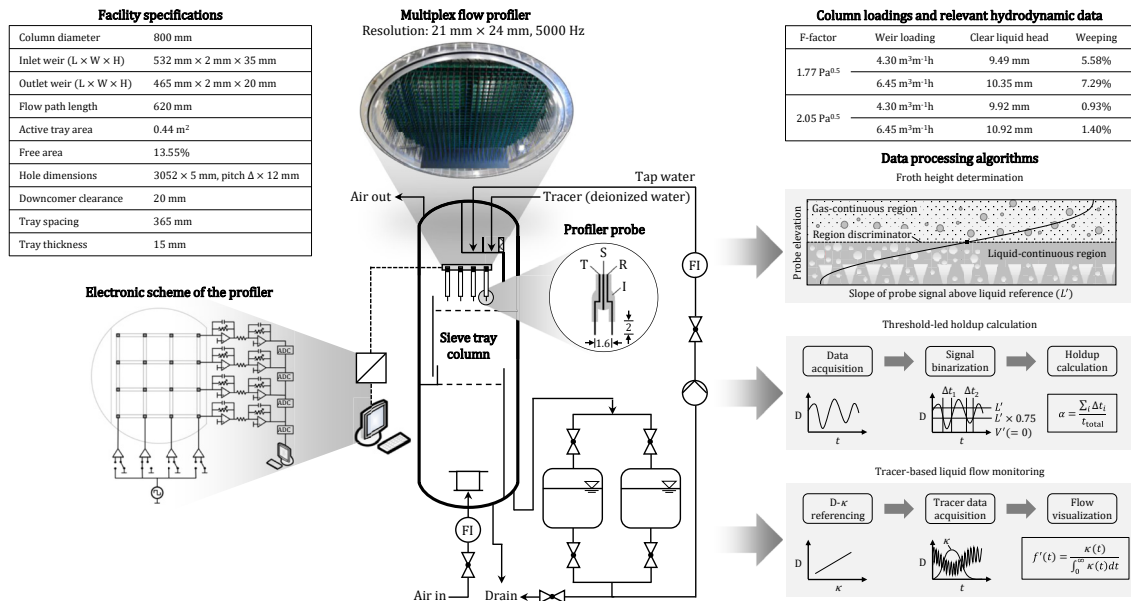 Facility specifications
Column diameter 800 mm
Inlet weir (L × W × H) 532 mm × 2 mm × 35 mm
Outlet weir (L × W × H) 465 mm × 2 mm × 20 mm
Flow path length 620 mm
Active tray area 0.44 m²
Free area 13.55%
Hole dimensions 3052 × 5 mm, pitch Δ × 12 mm
Downcomer clearance 20 mm
Tray spacing 365 mm
Tray thickness 15 mm
Electronic scheme of the profiler
ADC
ADC
ADC
ADC
Multiplex flow profiler
Resolution: 21 mm × 24 mm, 5000 Hz
Tap water
Air out
Tracer (deionized water)
Profiler probe
S
T R
I
2
1.6
FI
Sieve tray
column
FI
Air in
Drain
Column loadings and relevant hydrodynamic data
F-factor Weir loading Clear liquid head Weeping
1.77 Pa⁰·⁵ 4.30 m³m⁻¹h 9.49 mm 5.58%
6.45 m³m⁻¹h 10.35 mm 7.29%
2.05 Pa⁰·⁵ 4.30 m³m⁻¹h 9.92 mm 0.93%
6.45 m³m⁻¹h 10.92 mm 1.40%
Data processing algorithms
Froth height determination
Probe elevation
Gas-continuous region
Region discriminator
Liquid-continuous region
Slope of probe signal above liquid reference (L′)
Threshold-led holdup calculation
Data acquisition
Signal binarization
Holdup calculation
D
t
D
Δt₁ Δt₂
L′
L′ × 0.75
V′(= 0)
t
α = ∑ᵢ Δtᵢ / t_total
Tracer-based liquid flow monitoring
D-κ referencing
Tracer data acquisition
Flow visualization
D
κ
D
κ
t
f′(t) = κ(t) / ∫₀^∞ κ(t)dt